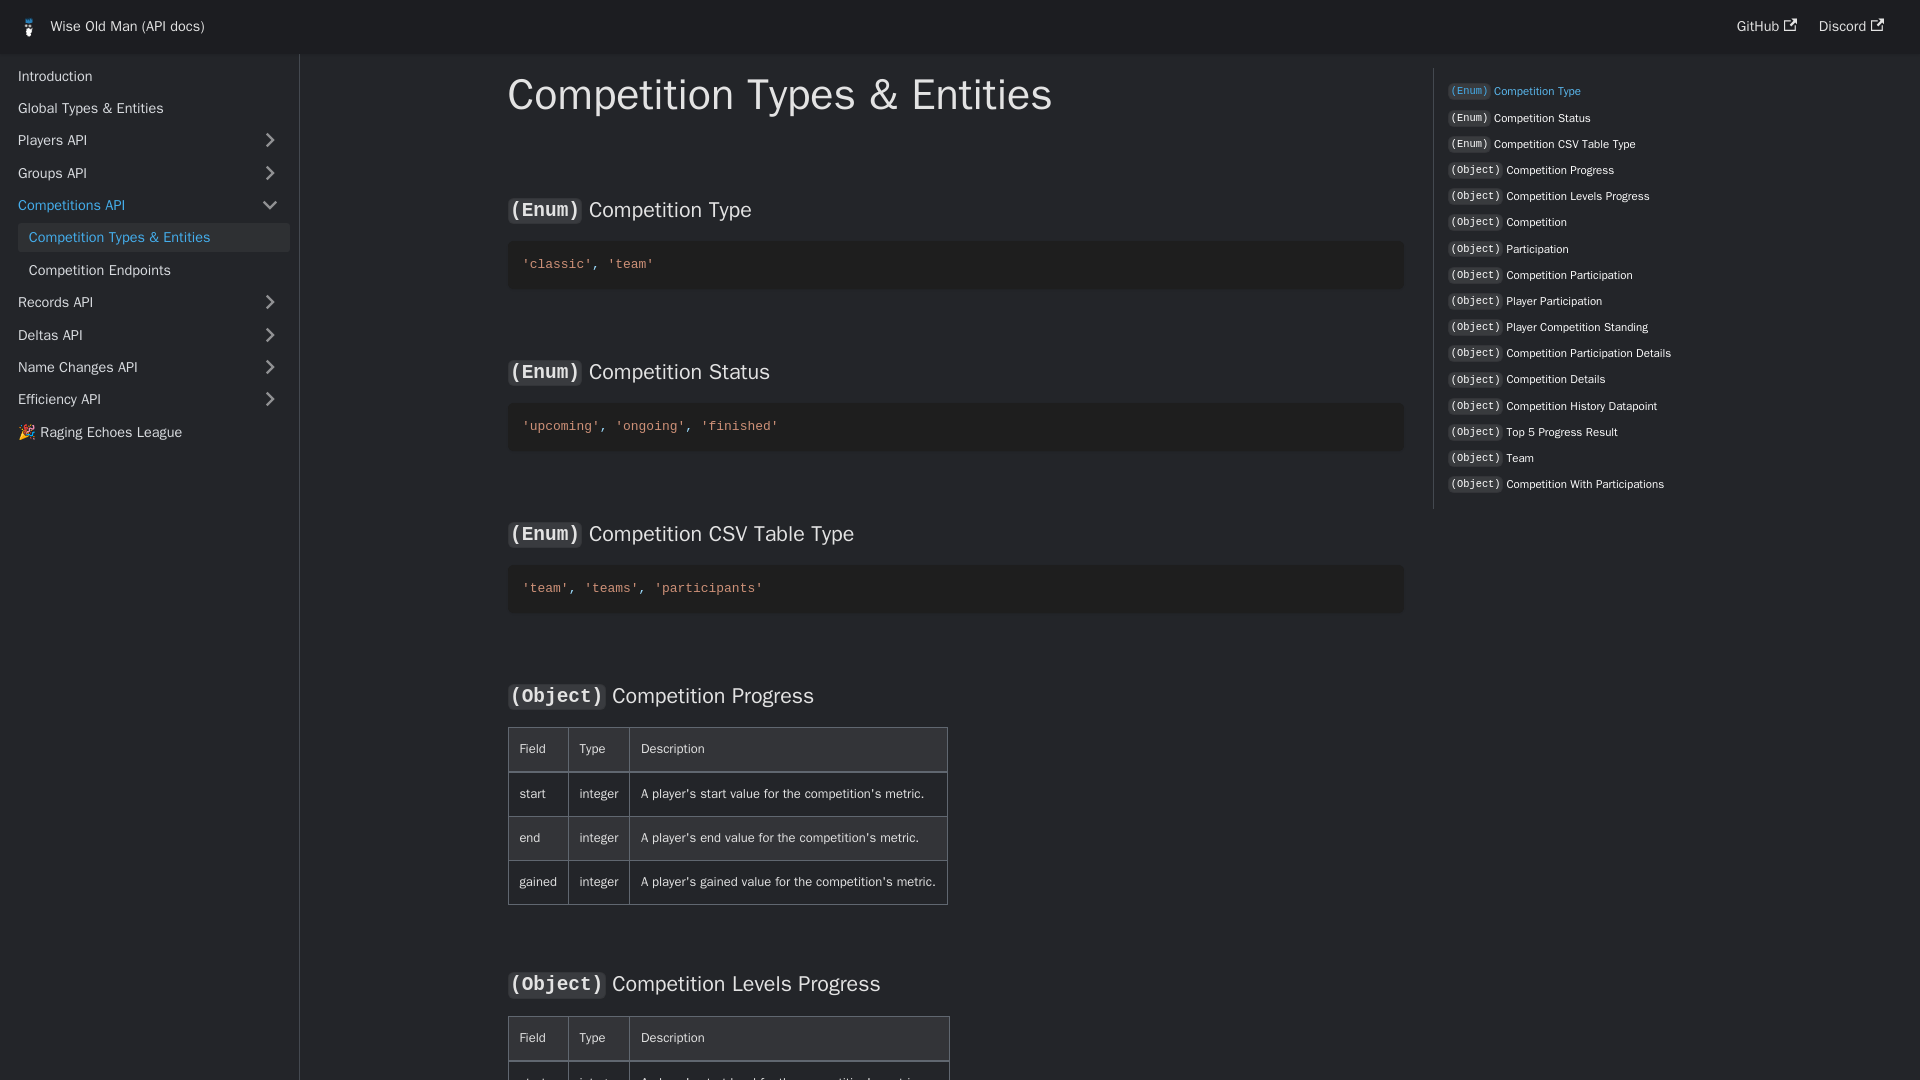 Wise Old Man (API docs)
GitHub
Discord
Introduction
Global Types & Entities
Players API
Groups API
Competitions API
Competition Types & Entities
Competition Endpoints
Records API
Deltas API
Name Changes API
Efficiency API
🎉 Raging Echoes League
Competition Types & Entities
(Enum) Competition Type
'classic', 'team'
(Enum) Competition Status
'upcoming', 'ongoing', 'finished'
(Enum) Competition CSV Table Type
'team', 'teams', 'participants'
(Object) Competition Progress
Field Type Description
start integer A player's start value for the competition's metric.
end integer A player's end value for the competition's metric.
gained integer A player's gained value for the competition's metric.
(Object) Competition Levels Progress
Field Type Description
(Enum) Competition Type
(Enum) Competition Status
(Enum) Competition CSV Table Type
(Object) Competition Progress
(Object) Competition Levels Progress
(Object) Competition
(Object) Participation
(Object) Competition Participation
(Object) Player Participation
(Object) Player Competition Standing
(Object) Competition Participation Details
(Object) Competition Details
(Object) Competition History Datapoint
(Object) Top 5 Progress Result
(Object) Team
(Object) Competition With Participations